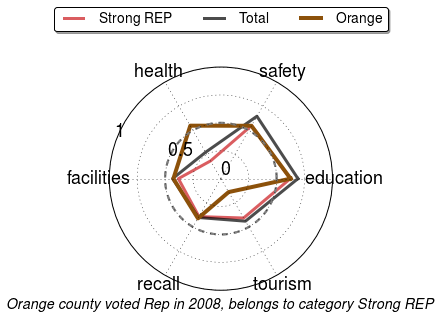 Strong REP Total Orange
health safety
1
0.5
0
facilities education
recall tourism
Orange county voted Rep in 2008, belongs to category Strong REP